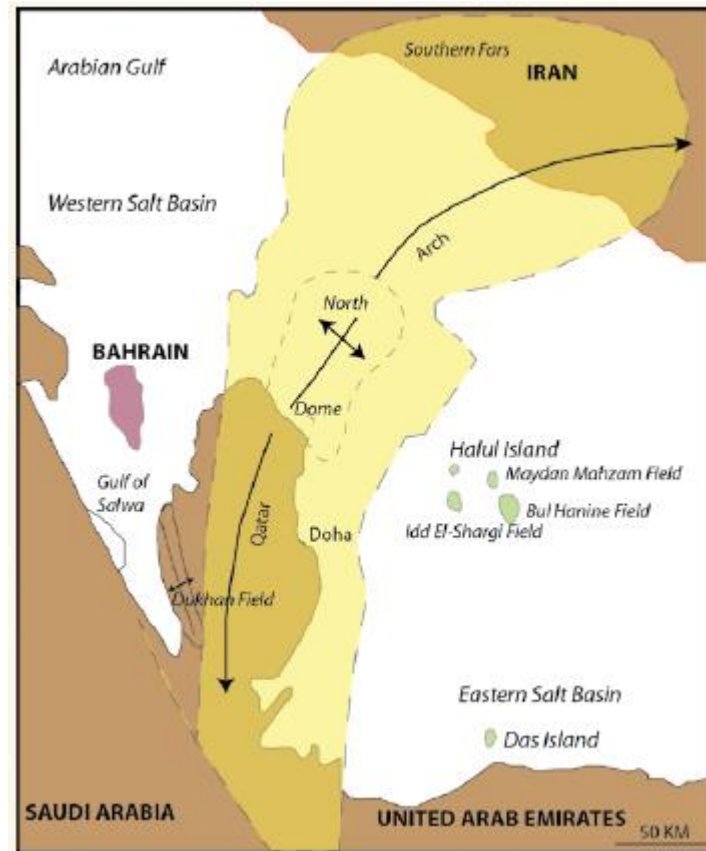 Southern Fars
IRAN
Arabian Gulf
Western Salt Basin
Arch
North
BAHRAIN
Dome
Halul Island
Maydan Mahzam Field
Gulf of
Salwa
Qatar
Doha
Bul Hanine Field
Idd El-Shargi Field
Dukhan Field
Eastern Salt Basin
Das Island
SAUDI ARABIA
UNITED ARAB EMIRATES
50 KM